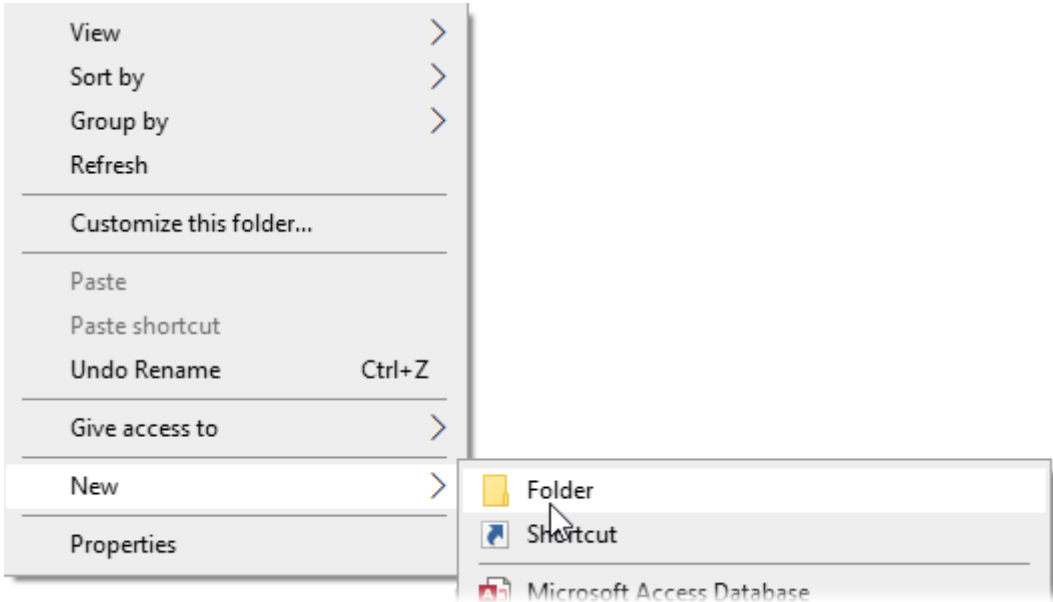 View
Sort by
Group by
Refresh
Customize this folder...
Paste
Paste shortcut
Undo Rename Ctrl+Z
Give access to
New
Properties
Folder
Shortcut
Microsoft Access Database